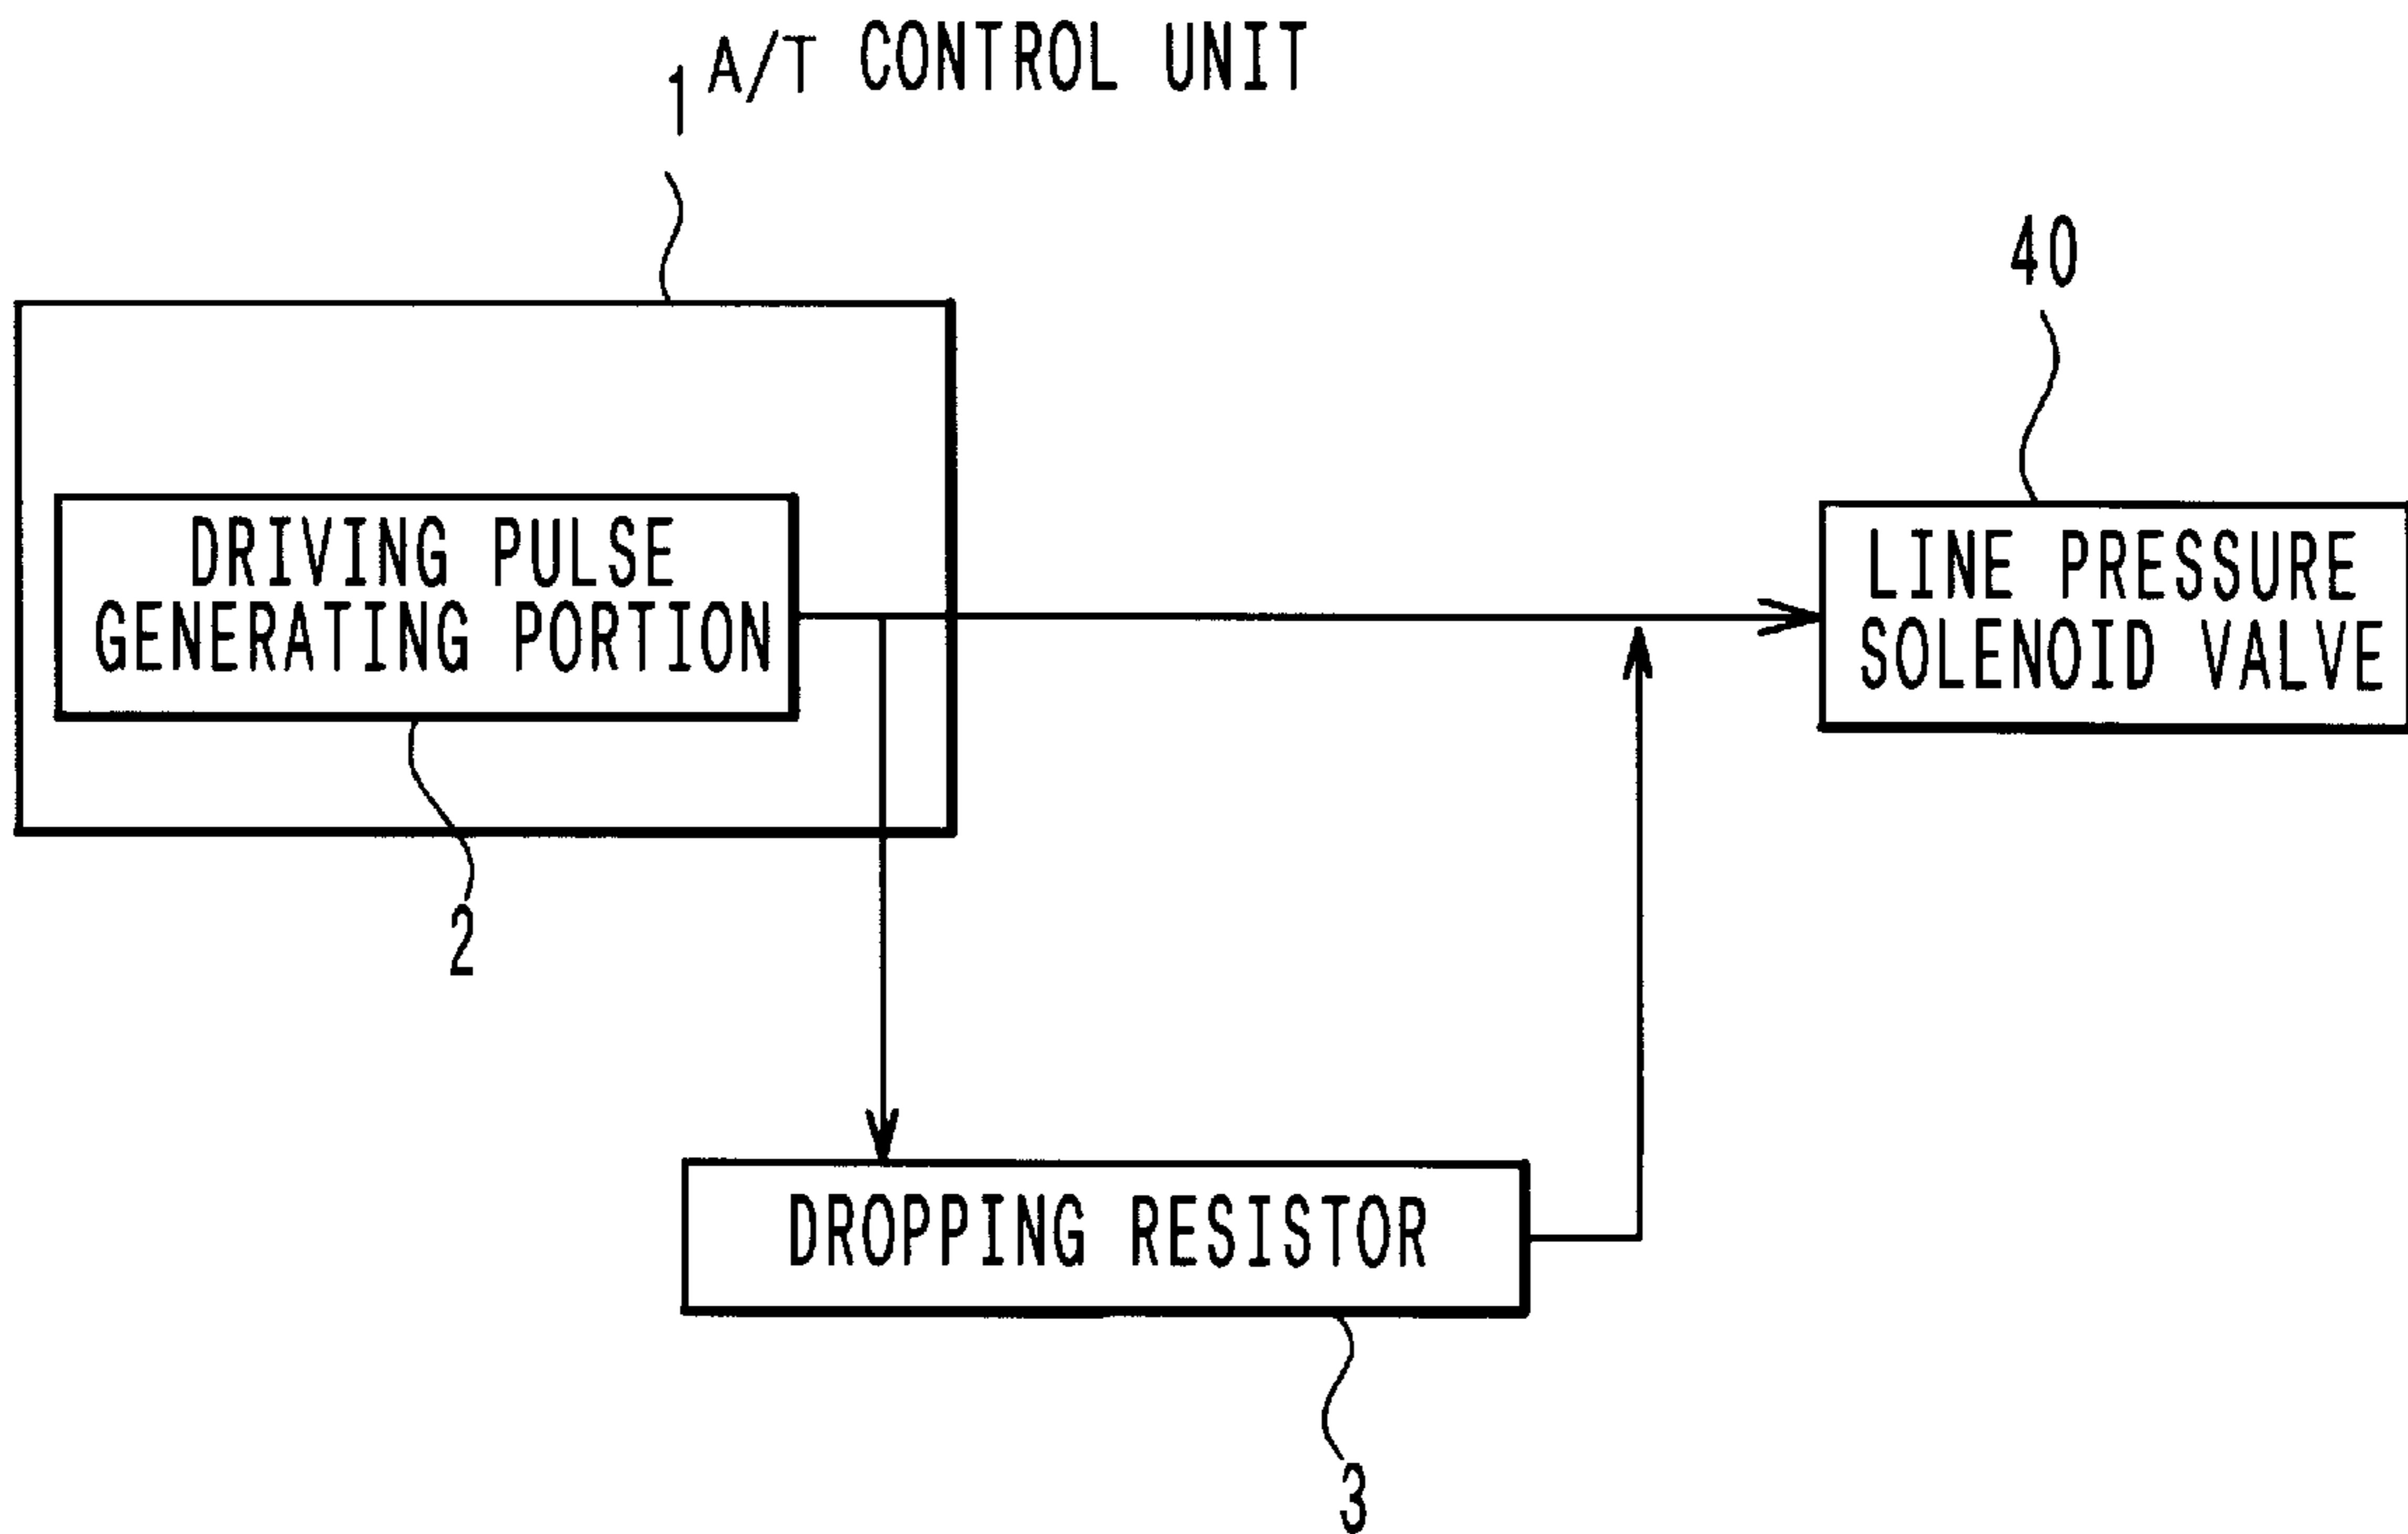 1 A/T CONTROL UNIT
40
DRIVING PULSE
GENERATING PORTION
LINE PRESSURE
SOLENOID VALVE
2
DROPPING RESISTOR
3